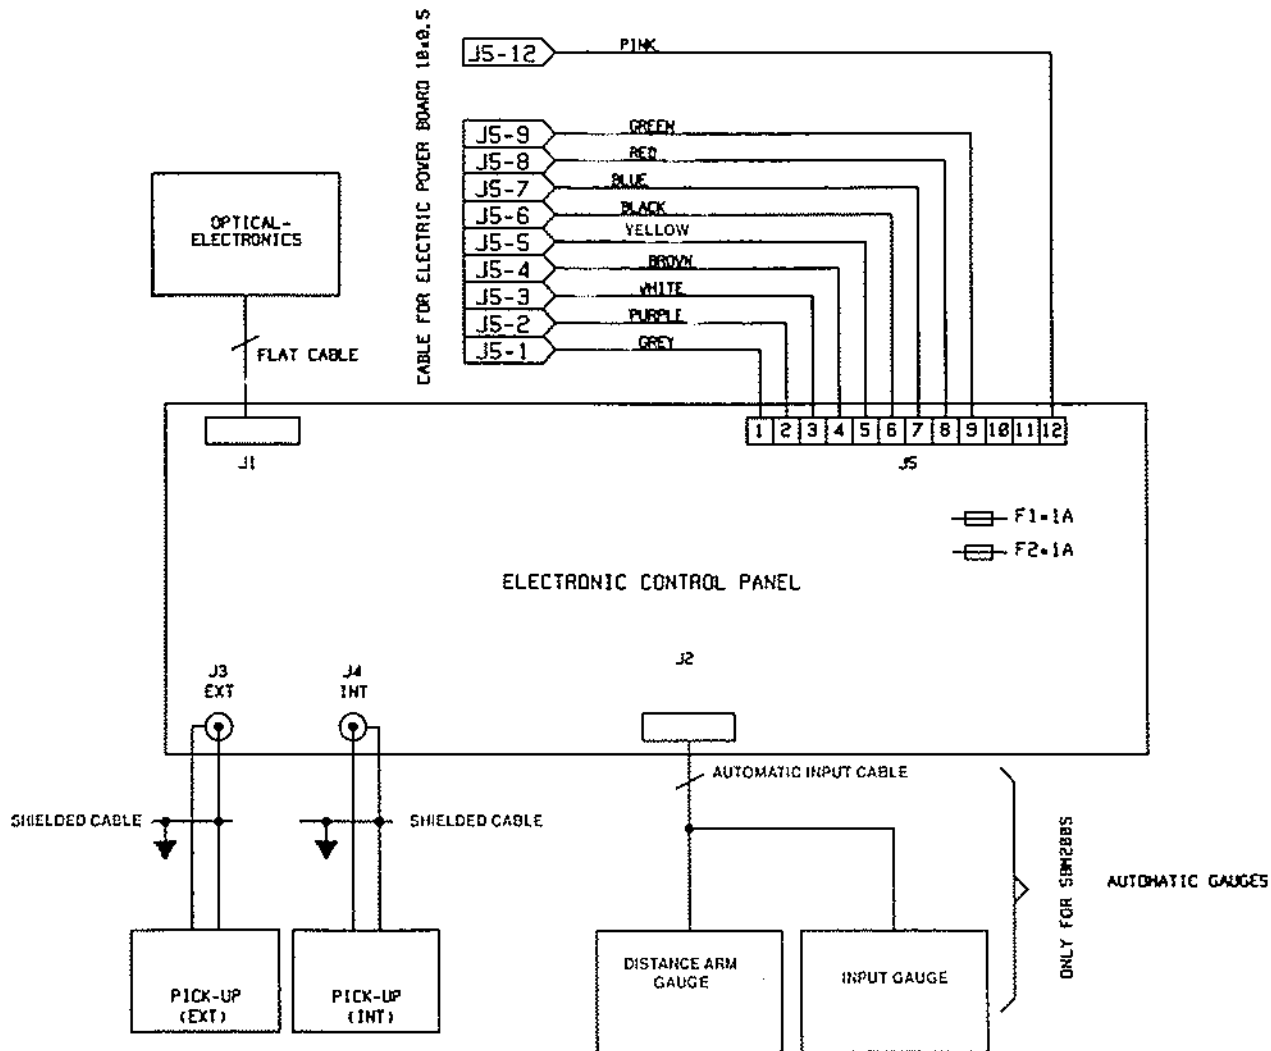 CABLE FOR ELECTRIC POWER BOARD 10x0.5
J5-12
PINK
J5-9
GREEN
J5-8
RED
J5-7
BLUE
J5-6
BLACK
J5-5
YELLOW
J5-4
BROWN
J5-3
WHITE
J5-2
PURPLE
J5-1
GREY
OPTICAL-
ELECTRONICS
FLAT CABLE
1 2 3 4 5 6 7 8 9 10 11 12
J1
J5
F1=1A
F2=1A
ELECTRONIC CONTROL PANEL
J3
EXT
J4
INT
J2
AUTOMATIC INPUT CABLE
SHIELDED CABLE
SHIELDED CABLE
ONLY FOR SBM200S
AUTOMATIC GAUGES
DISTANCE ARM
GAUGE
INPUT GAUGE
PICK-UP
(EXT)
PICK-UP
(INT)